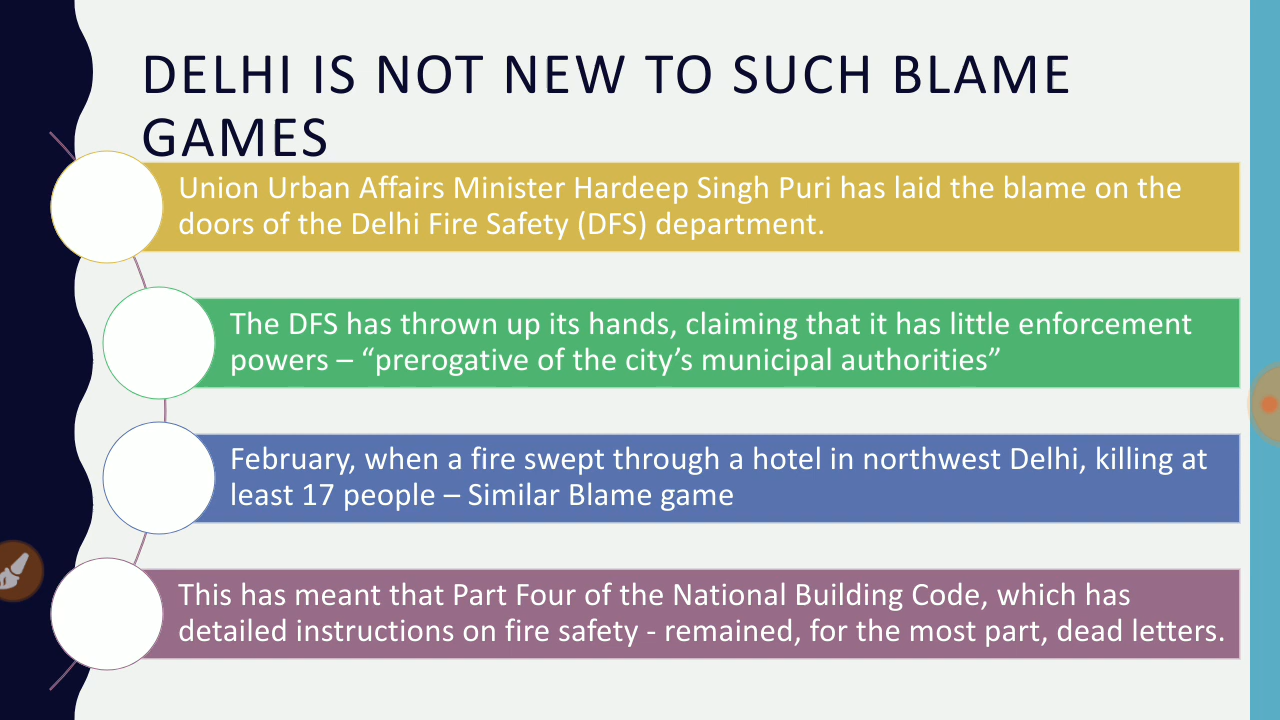 DELHI IS NOT NEW TO SUCH BLAME
GAMES
Union Urban Affairs Minister Hardeep Singh Puri has laid the blame on the
doors of the Delhi Fire Safety (DFS) department.
The DFS has thrown up its hands, claiming that it has little enforcement
powers – “prerogative of the city’s municipal authorities”
February, when a fire swept through a hotel in northwest Delhi, killing at
least 17 people – Similar Blame game
This has meant that Part Four of the National Building Code, which has
detailed instructions on fire safety - remained, for the most part, dead letters.